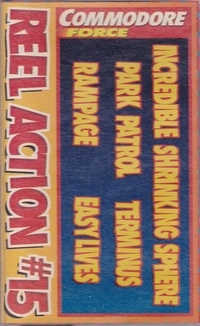 COMMODORE
FORCE
REEL ACTION #15
INCREDIBLE SHRINKING SPHERE
PARK PATROL TERMINUS
RAMPAGE EASY LIVES